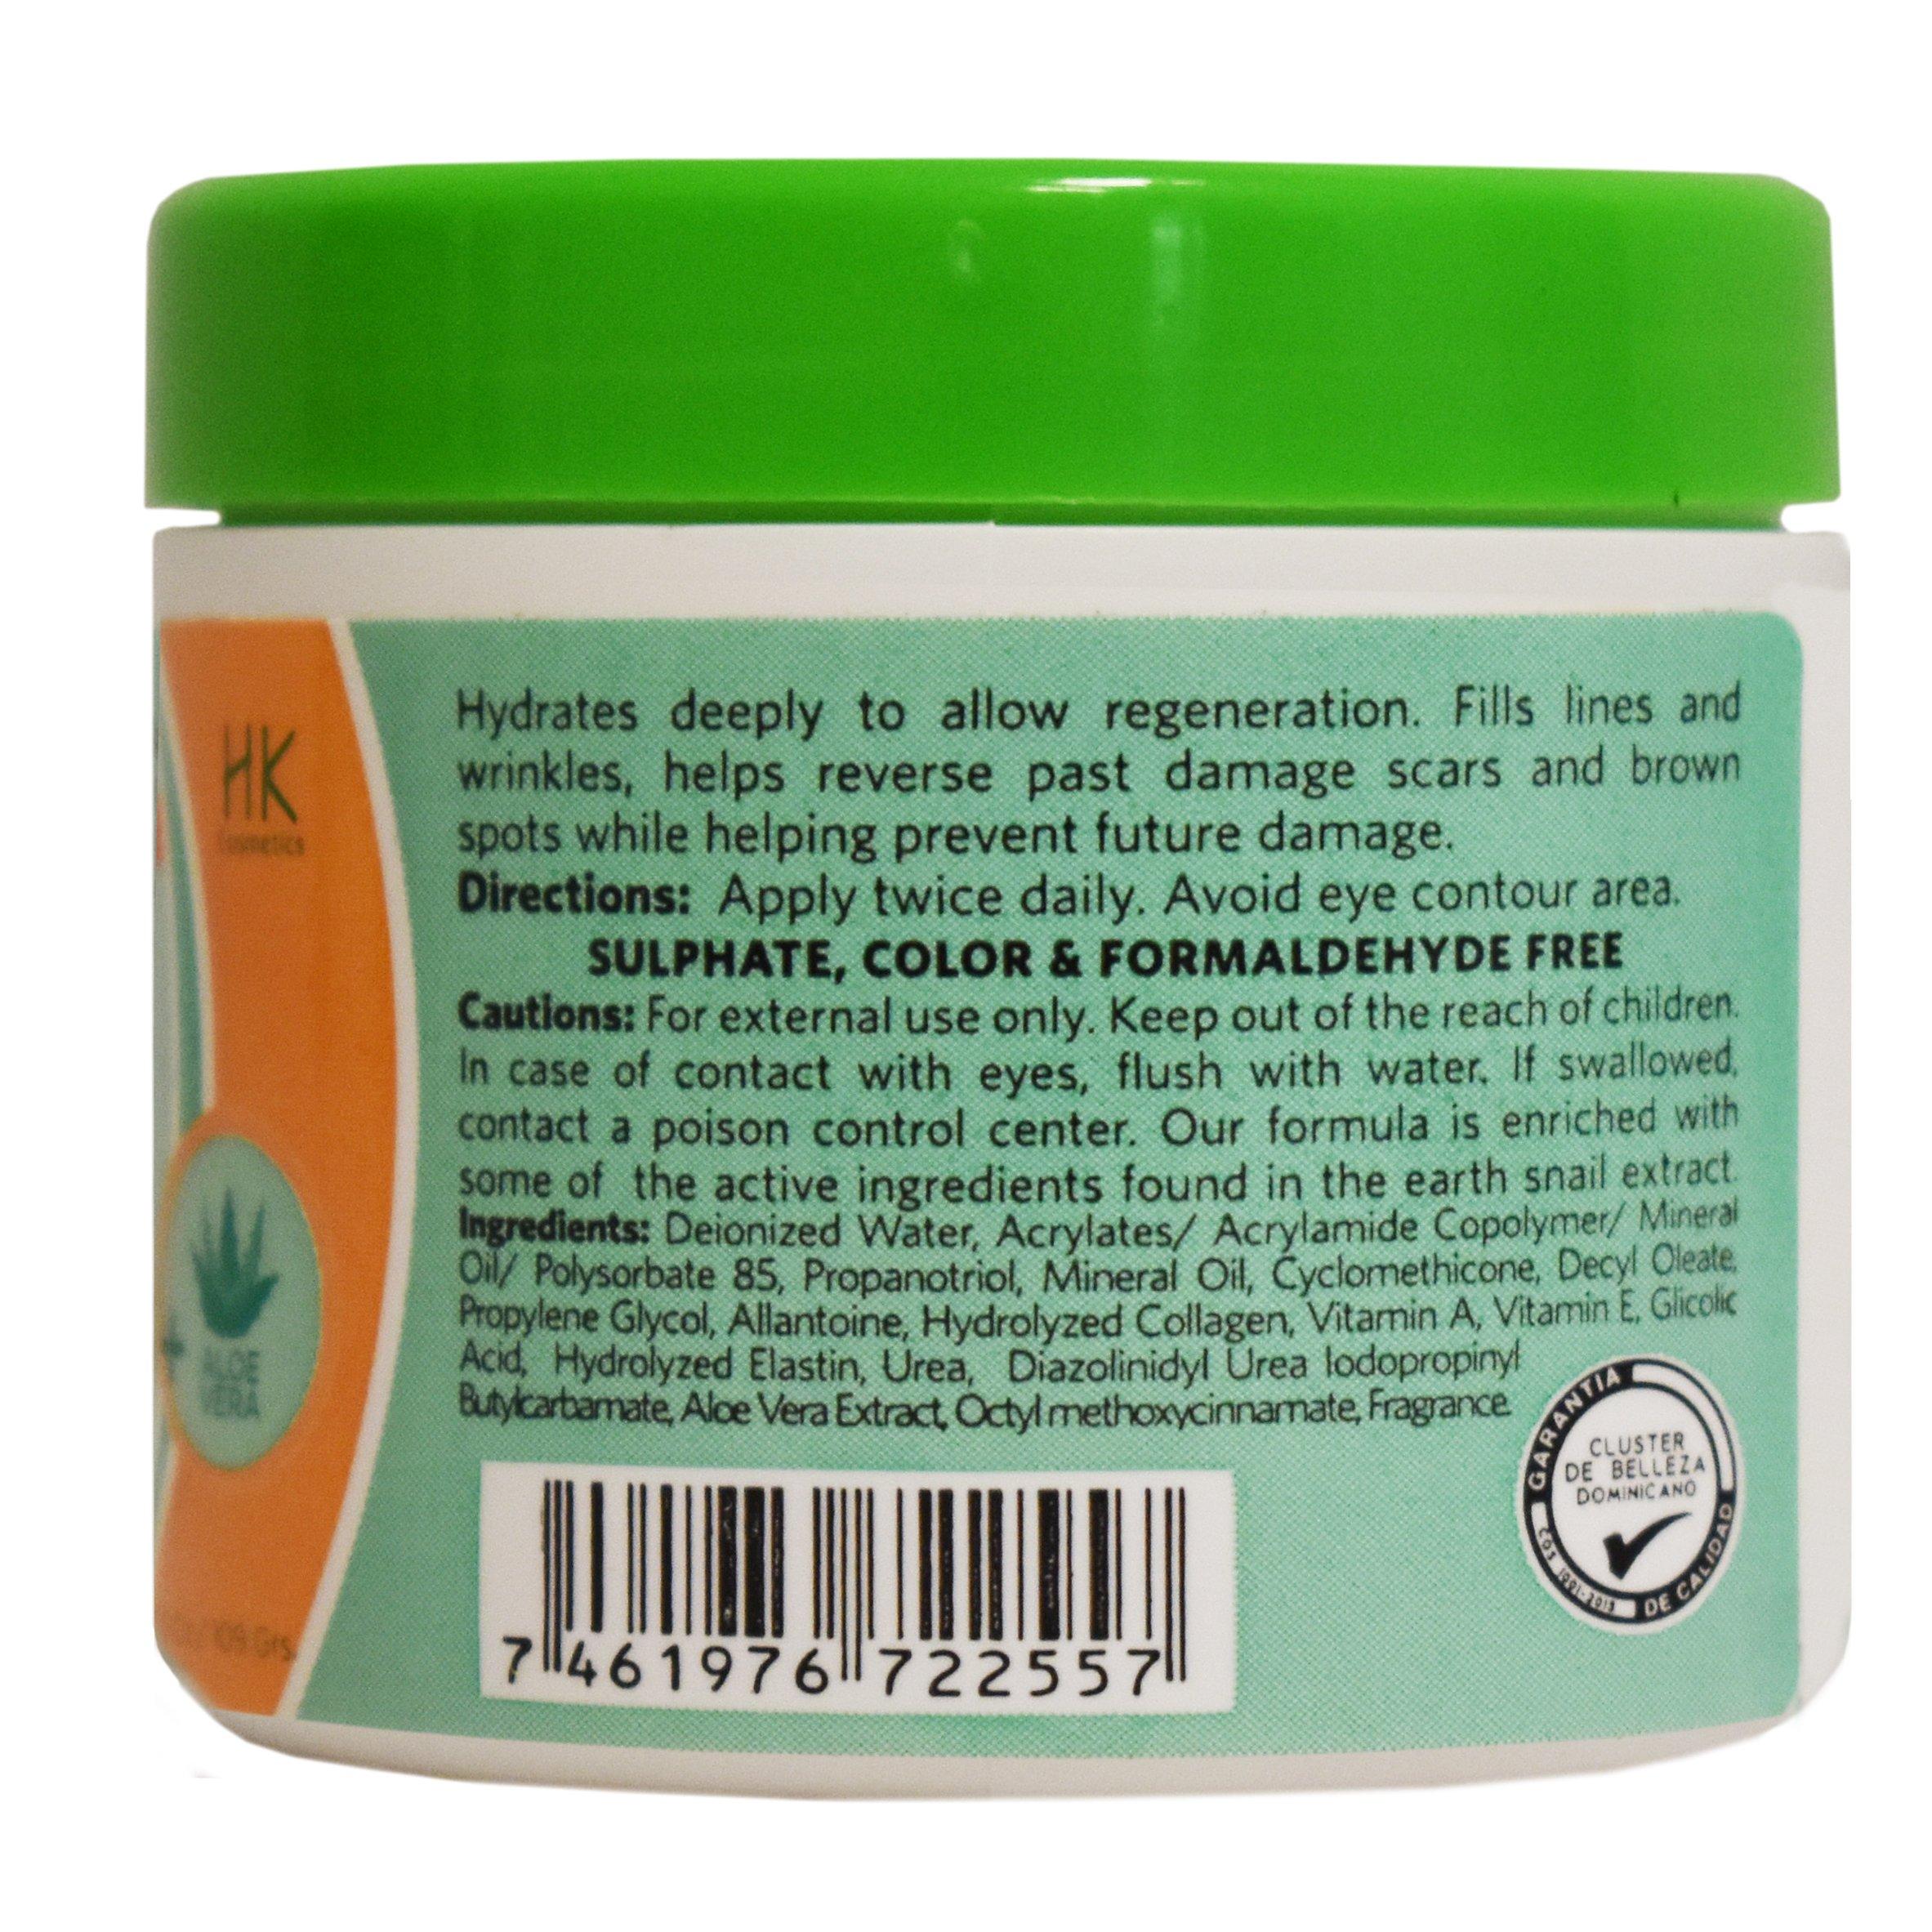 HK
Cosmetics
ALOE
VERA
109 Grs.
Hydrates deeply to allow regeneration. Fills lines and
wrinkles, helps reverse past damage scars and brown
spots while helping prevent future damage.
Directions: Apply twice daily. Avoid eye contour area.
SULPHATE, COLOR & FORMALDEHYDE FREE
Cautions: For external use only. Keep out of the reach of children.
In case of contact with eyes, flush with water. If swallowed,
contact a poison control center. Our formula is enriched with
some of the active ingredients found in the earth snail extract.
Ingredients: Deionized Water, Acrylates/ Acrylamide Copolymer/ Mineral
Oil/ Polysorbate 85, Propanotriol, Mineral Oil, Cyclomethicone, Decyl Oleate,
Propylene Glycol, Allantoine, Hydrolyzed Collagen, Vitamin A, Vitamin E, Glicolic
Acid, Hydrolyzed Elastin, Urea, Diazolinidyl Urea Iodopropinyl
Butylcarbamate, Aloe Vera Extract, Octyl methoxycinnamate, Fragrance.
GARANTIA
CLUSTER
DE BELLEZA
DOMINICANO
COS 1991-2013
DE CALIDAD
7 461976 722557